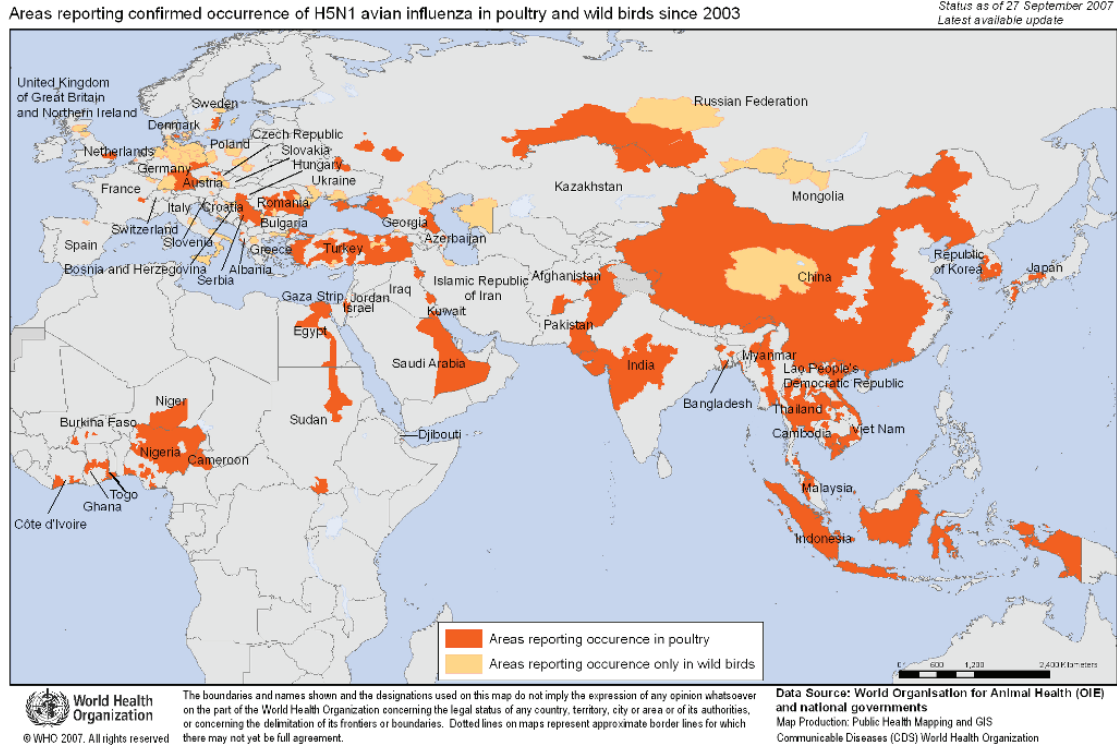 Areas reporting confirmed occurrence of H5N1 avian influenza in poultry and wild birds since 2003
Status as of 27 September 2007
Latest available update
United Kingdom
of Great Britain
and Northern Ireland
Sweden
Denmark
Netherlands
Poland
Czech Republic
Slovakia
Hungary
Germany
Austria
Ukraine
France
Italy
Croatia
Romania
Switzerland
Slovenia
Bulgaria
Georgia
Spain
Greece
Turkey
Azerbaijan
Bosnia and Herzegovina
Albania
Serbia
Russian Federation
Kazakhstan
Mongolia
China
Republic
of Korea
Japan
Gaza Strip
Jordan
Israel
Iraq
Kuwait
Islamic Republic
of Iran
Afghanistan
Pakistan
Egypt
Saudi Arabia
India
Myanmar
Lao People's
Democratic Republic
Bangladesh
Thailand
Viet Nam
Cambodia
Niger
Burkina Faso
Sudan
Djibouti
Nigeria
Cameroon
Togo
Ghana
Côte d'Ivoire
Malaysia
Indonesia
Areas reporting occurence in poultry
Areas reporting occurence only in wild birds
0 600 1,200 2,400 Kilometers
World Health
Organization
© WHO 2007. All rights reserved
The boundaries and names shown and the designations used on this map do not imply the expression of any opinion whatsoever
on the part of the World Health Organization concerning the legal status of any country, territory, city or area or of its authorities,
or concerning the delimitation of its frontiers or boundaries. Dotted lines on maps represent approximate border lines for which
there may not yet be full agreement.
Data Source: World Organisation for Animal Health (OIE)
and national governments
Map Production: Public Health Mapping and GIS
Communicable Diseases (CDS) World Health Organization